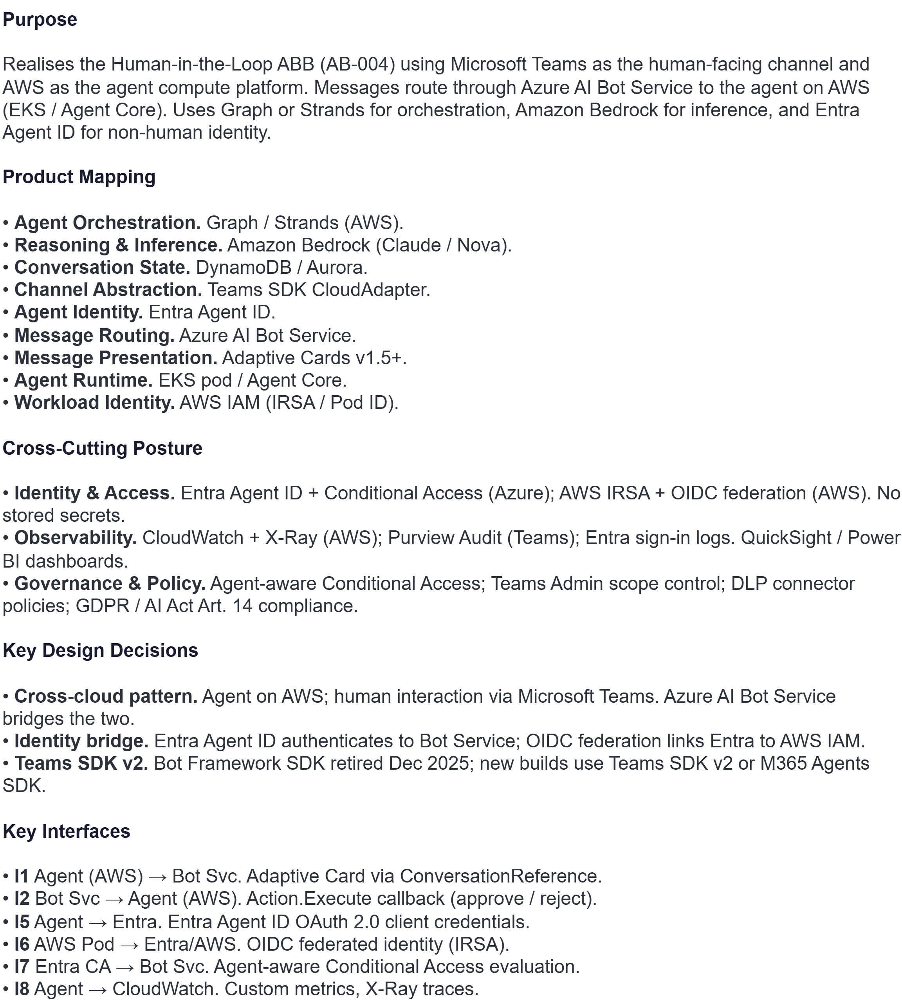 Purpose
Realises the Human-in-the-Loop ABB (AB-004) using Microsoft Teams as the human-facing channel and
AWS as the agent compute platform. Messages route through Azure AI Bot Service to the agent on AWS
(EKS / Agent Core). Uses Graph or Strands for orchestration, Amazon Bedrock for inference, and Entra
Agent ID for non-human identity.
Product Mapping
• Agent Orchestration. Graph / Strands (AWS).
• Reasoning & Inference. Amazon Bedrock (Claude / Nova).
• Conversation State. DynamoDB / Aurora.
• Channel Abstraction. Teams SDK CloudAdapter.
• Agent Identity. Entra Agent ID.
• Message Routing. Azure AI Bot Service.
• Message Presentation. Adaptive Cards v1.5+.
• Agent Runtime. EKS pod / Agent Core.
• Workload Identity. AWS IAM (IRSA / Pod ID).
Cross-Cutting Posture
• Identity & Access. Entra Agent ID + Conditional Access (Azure); AWS IRSA + OIDC federation (AWS). No
stored secrets.
• Observability. CloudWatch + X-Ray (AWS); Purview Audit (Teams); Entra sign-in logs. QuickSight / Power
BI dashboards.
• Governance & Policy. Agent-aware Conditional Access; Teams Admin scope control; DLP connector
policies; GDPR / AI Act Art. 14 compliance.
Key Design Decisions
• Cross-cloud pattern. Agent on AWS; human interaction via Microsoft Teams. Azure AI Bot Service
bridges the two.
• Identity bridge. Entra Agent ID authenticates to Bot Service; OIDC federation links Entra to AWS IAM.
• Teams SDK v2. Bot Framework SDK retired Dec 2025; new builds use Teams SDK v2 or M365 Agents
SDK.
Key Interfaces
• I1 Agent (AWS) → Bot Svc. Adaptive Card via ConversationReference.
• I2 Bot Svc → Agent (AWS). Action.Execute callback (approve / reject).
• I5 Agent → Entra. Entra Agent ID OAuth 2.0 client credentials.
• I6 AWS Pod → Entra/AWS. OIDC federated identity (IRSA).
• I7 Entra CA → Bot Svc. Agent-aware Conditional Access evaluation.
• I8 Agent → CloudWatch. Custom metrics, X-Ray traces.